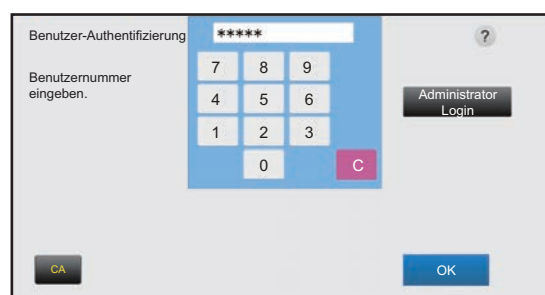 Benutzer-Authentifizierung
*****
?
Benutzernummer
eingeben.
7 8 9
4 5 6
1 2 3
0 C
Administrator
Login
CA
OK